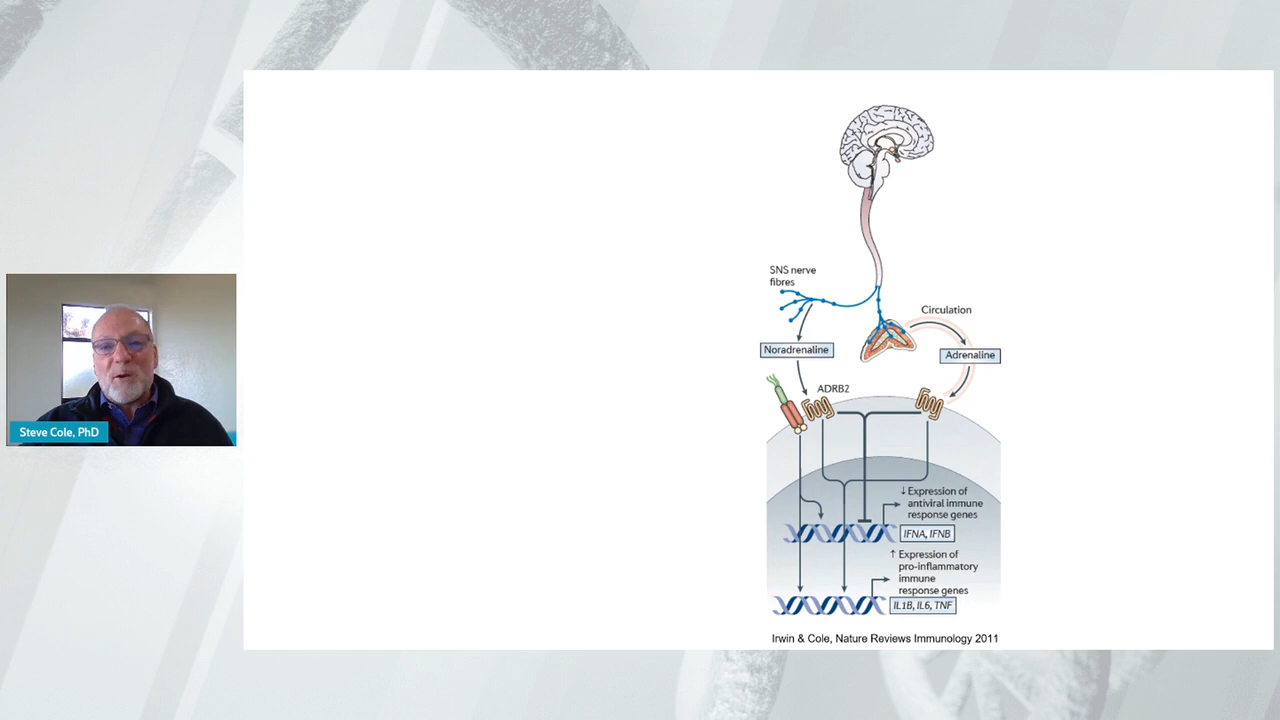 SNS nerve
fibres
Circulation
Noradrenaline
Adrenaline
ADRB2
↓ Expression of
antiviral immune
response genes
IFNA, IFNB
↑ Expression of
pro-inflammatory
immune
response genes
IL1B, IL6, TNF
Irwin & Cole, Nature Reviews Immunology 2011
Steve Cole, PhD